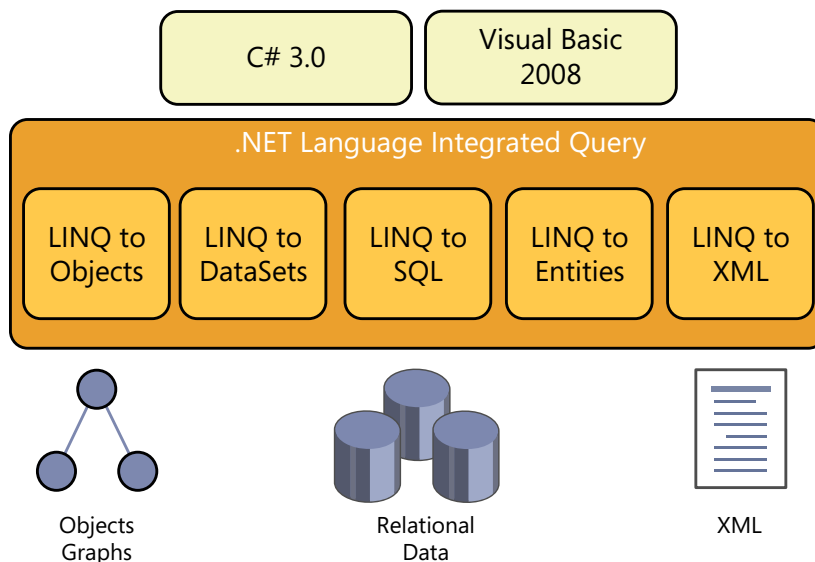 C# 3.0
Visual Basic
2008
.NET Language Integrated Query
LINQ to
Objects
LINQ to
DataSets
LINQ to
SQL
LINQ to
Entities
LINQ to
XML
Objects
Graphs
Relational
Data
XML